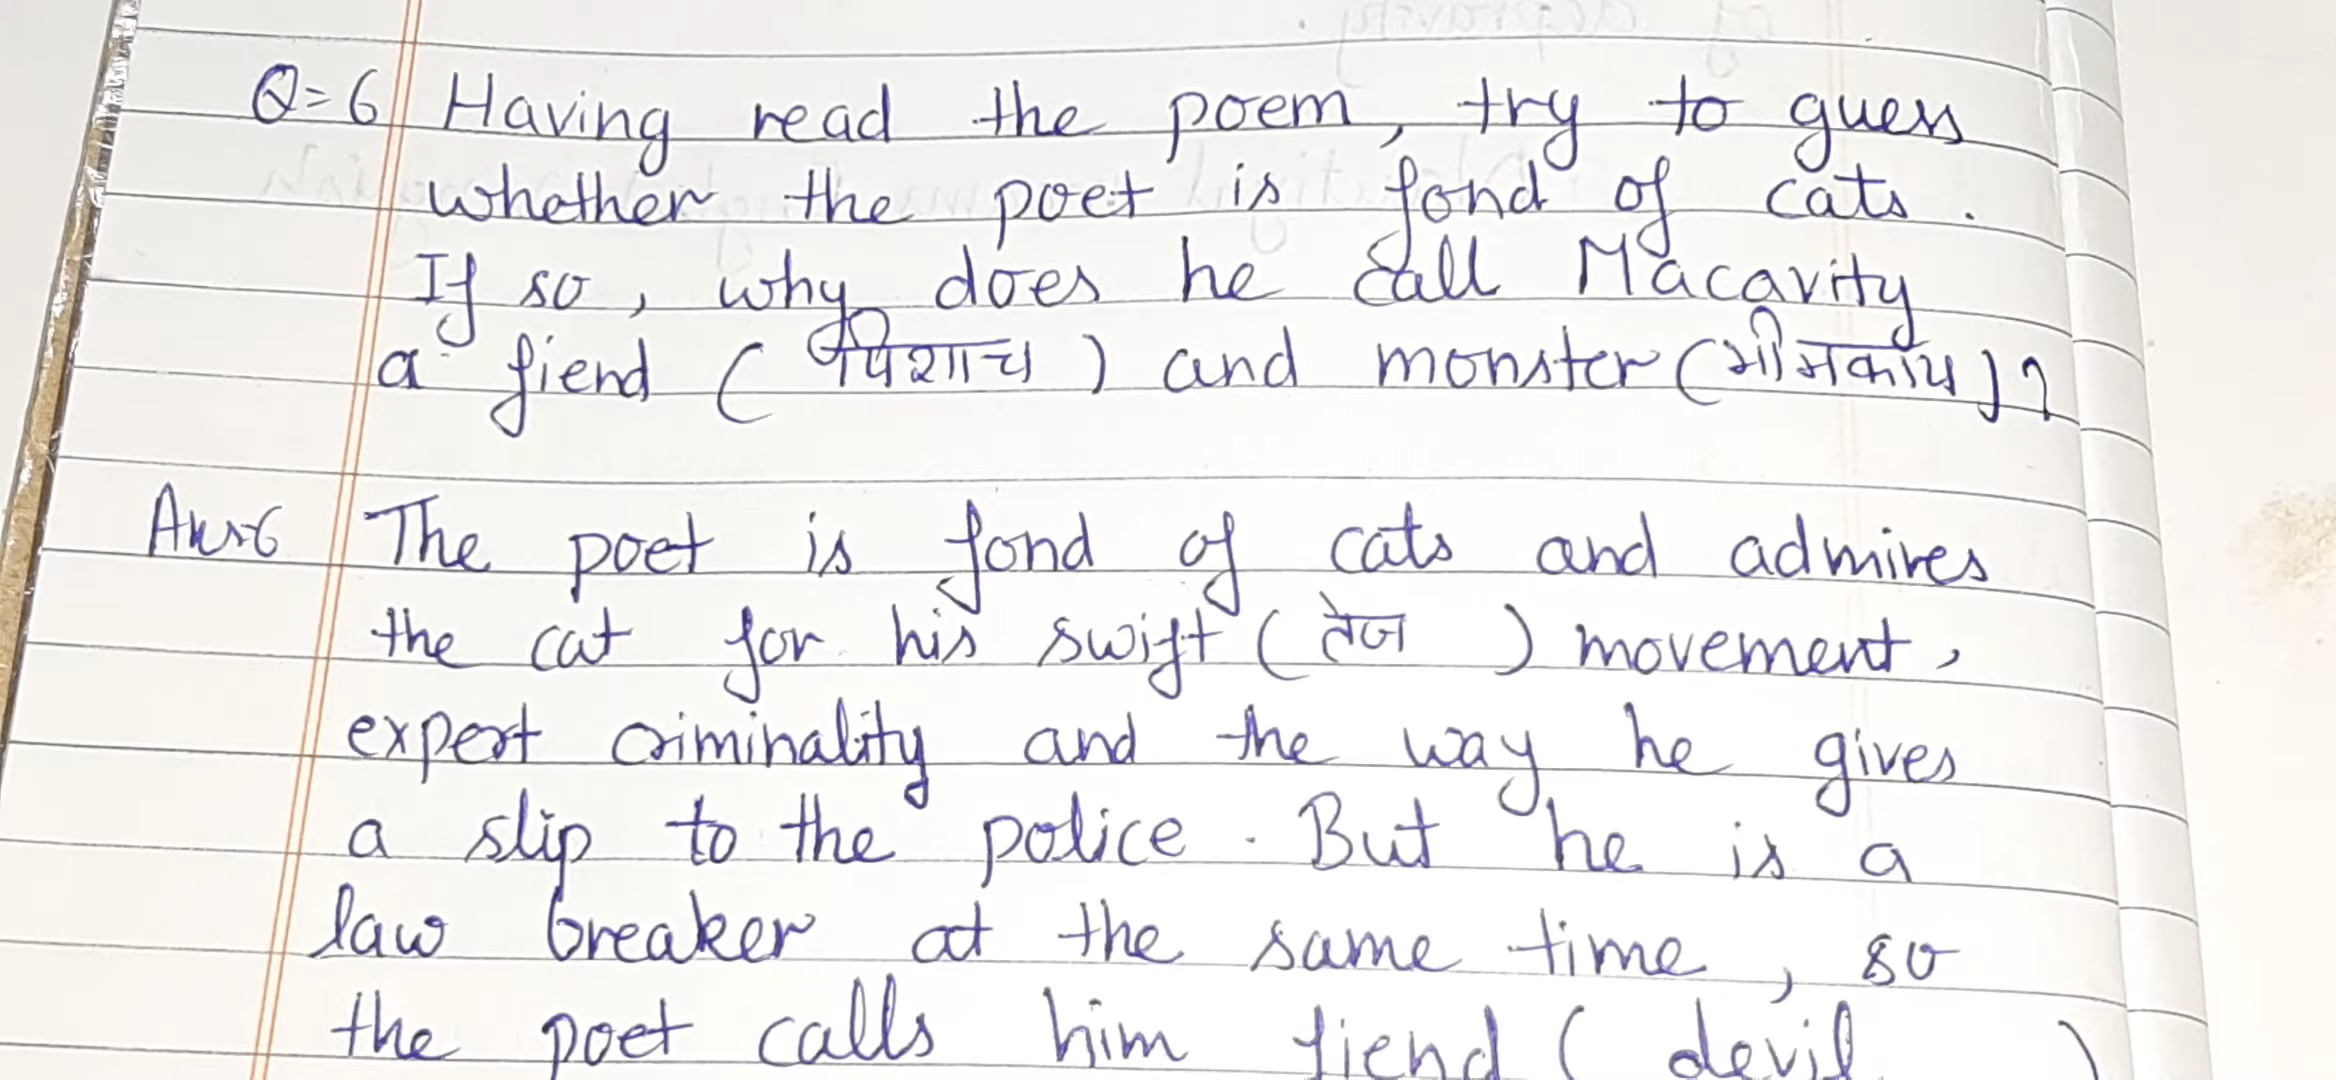 Q=6 Having read the poem, try to guess
whether the poet is fond of cats.
If so, why does he call Macavity
a fiend (पिशाच) and monster (भीमकाय)?
Ans-6 The poet is fond of cats and admires
the cat for his swift (तेज) movement,
expert criminality and the way he gives
a slip to the police. But he is a
law breaker at the same time, so
the poet calls him fiend (devil )